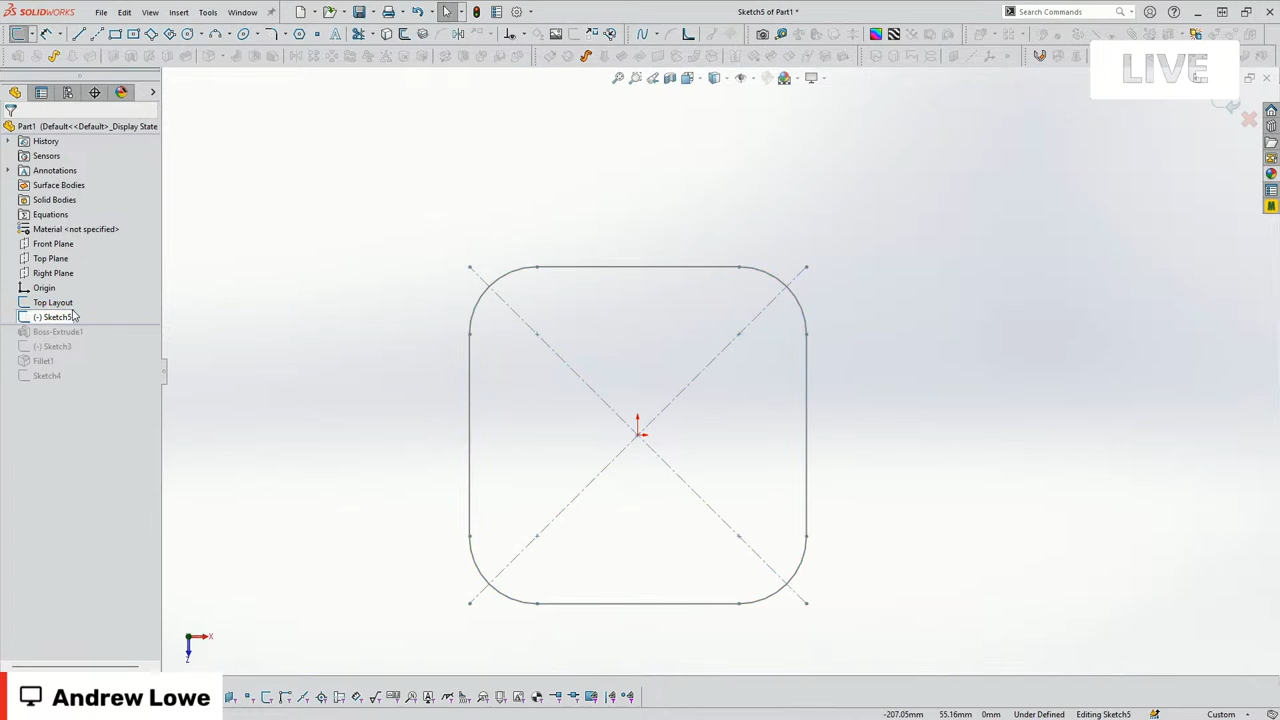 SOLIDWORKS File Edit View Insert Tools Window Sketch5 of Part1 * Search Commands
LIVE
Part1 (Default<<Default>_Display State
History
Sensors
Annotations
Surface Bodies
Solid Bodies
Equations
Material <not specified>
Front Plane
Top Plane
Right Plane
Origin
Top Layout
(-) Sketch5
Boss-Extrude1
(-) Sketch3
Fillet1
Sketch4
X
Z
Andrew Lowe
-207.05mm 55.16mm 0mm Under Defined Editing Sketch5 Custom